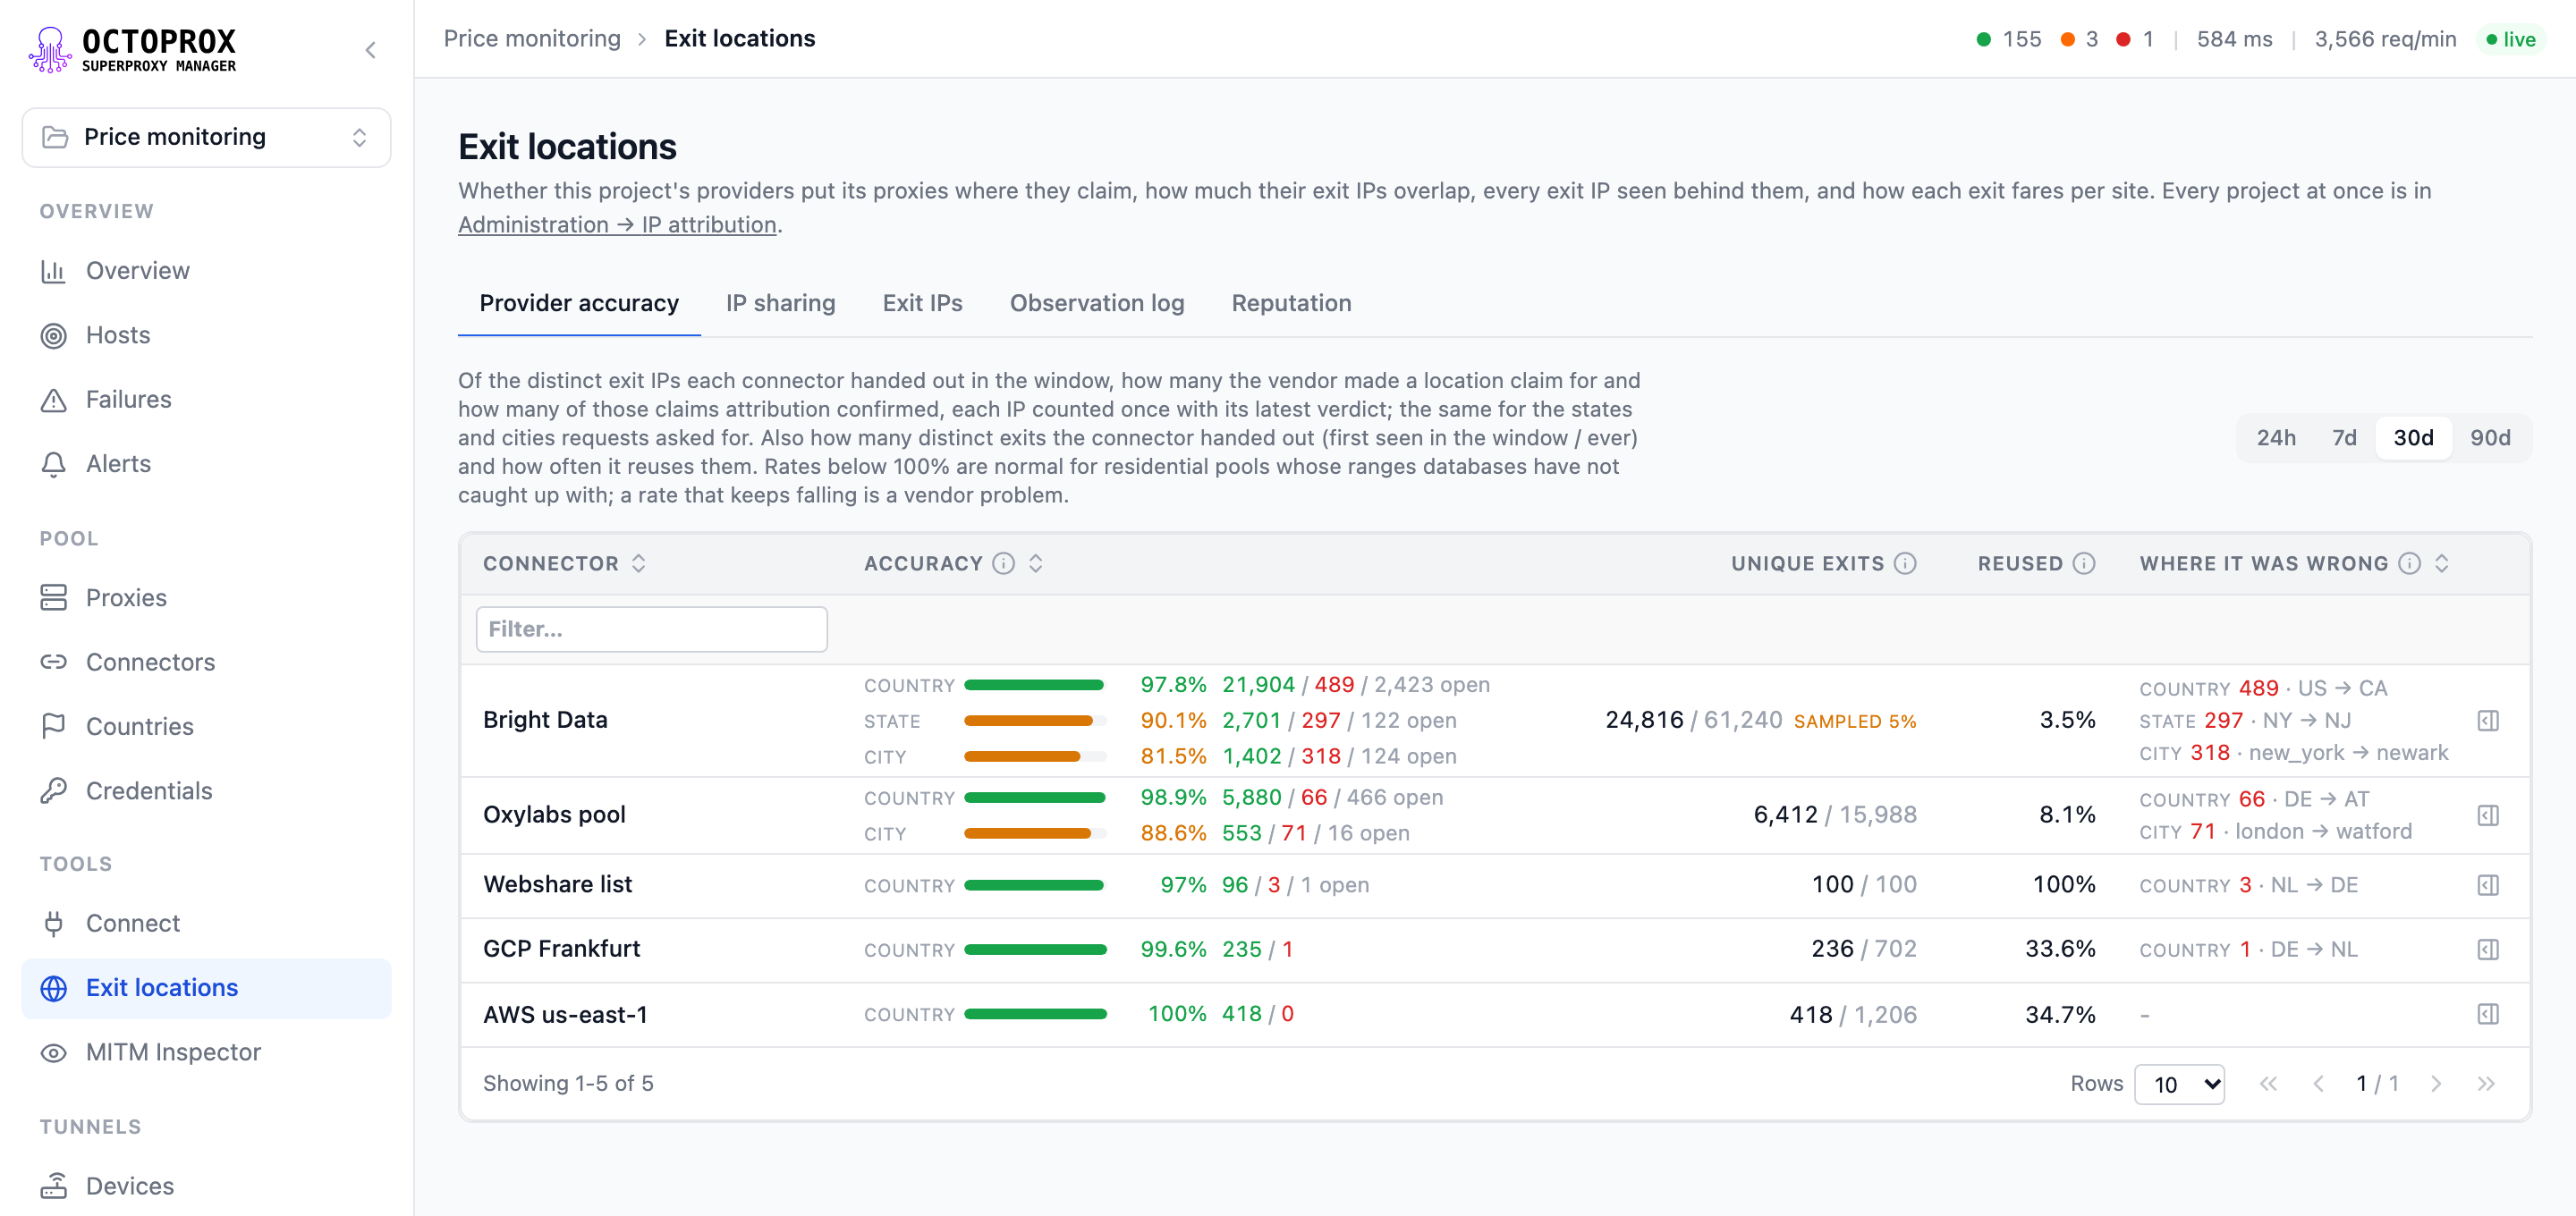 OCTOPROX
SUPERPROXY MANAGER
Price monitoring
OVERVIEW
Overview
Hosts
Failures
Alerts
POOL
Proxies
Connectors
Countries
Credentials
TOOLS
Connect
Exit locations
MITM Inspector
TUNNELS
Devices
Price monitoring > Exit locations
155 3 1 | 584 ms | 3,566 req/min live
Exit locations
Whether this project's providers put its proxies where they claim, how much their exit IPs overlap, every exit IP seen behind them, and how each exit fares per site. Every project at once is in
Administration → IP attribution.
Provider accuracy IP sharing Exit IPs Observation log Reputation
Of the distinct exit IPs each connector handed out in the window, how many the vendor made a location claim for and
how many of those claims attribution confirmed, each IP counted once with its latest verdict; the same for the states
and cities requests asked for. Also how many distinct exits the connector handed out (first seen in the window / ever)
and how often it reuses them. Rates below 100% are normal for residential pools whose ranges databases have not
caught up with; a rate that keeps falling is a vendor problem.
24h 7d 30d 90d
CONNECTOR ACCURACY UNIQUE EXITS REUSED WHERE IT WAS WRONG
Filter...
Bright Data
COUNTRY 97.8% 21,904 / 489 / 2,423 open
STATE 90.1% 2,701 / 297 / 122 open
CITY 81.5% 1,402 / 318 / 124 open
24,816 / 61,240 SAMPLED 5%
3.5%
COUNTRY 489 · US → CA
STATE 297 · NY → NJ
CITY 318 · new_york → newark
Oxylabs pool
COUNTRY 98.9% 5,880 / 66 / 466 open
CITY 88.6% 553 / 71 / 16 open
6,412 / 15,988
8.1%
COUNTRY 66 · DE → AT
CITY 71 · london → watford
Webshare list COUNTRY 97% 96 / 3 / 1 open 100 / 100 100% COUNTRY 3 · NL → DE
GCP Frankfurt COUNTRY 99.6% 235 / 1 236 / 702 33.6% COUNTRY 1 · DE → NL
AWS us-east-1 COUNTRY 100% 418 / 0 418 / 1,206 34.7% -
Showing 1-5 of 5
Rows 10 « ‹ 1 / 1 › »